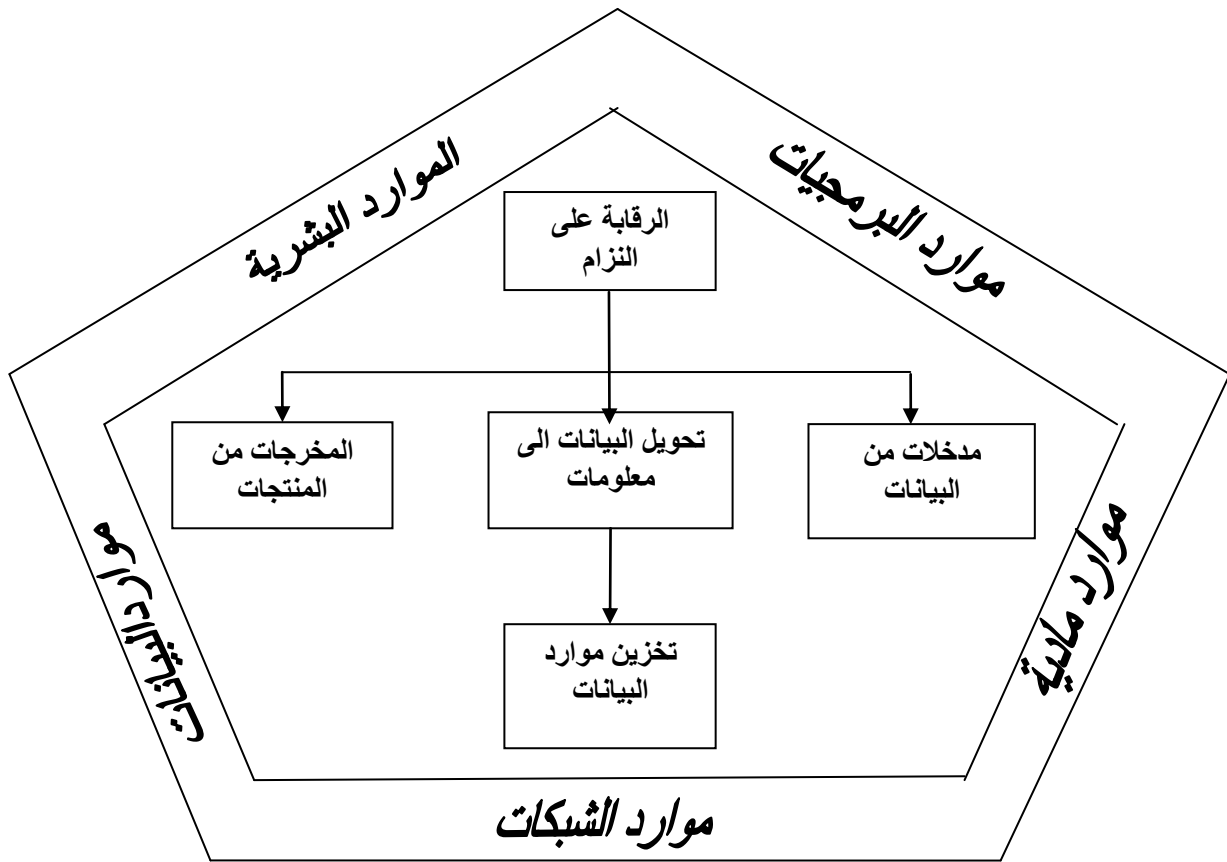 الموارد البشرية
موارد البرمجيات
الرقابة على
النزام
مدخلات من
البيانات
تحويل البيانات الى
معلومات
المخرجات من
المنتجات
موارد مادية
موارد البيانات
تخزين موارد
البيانات
موارد الشبكات